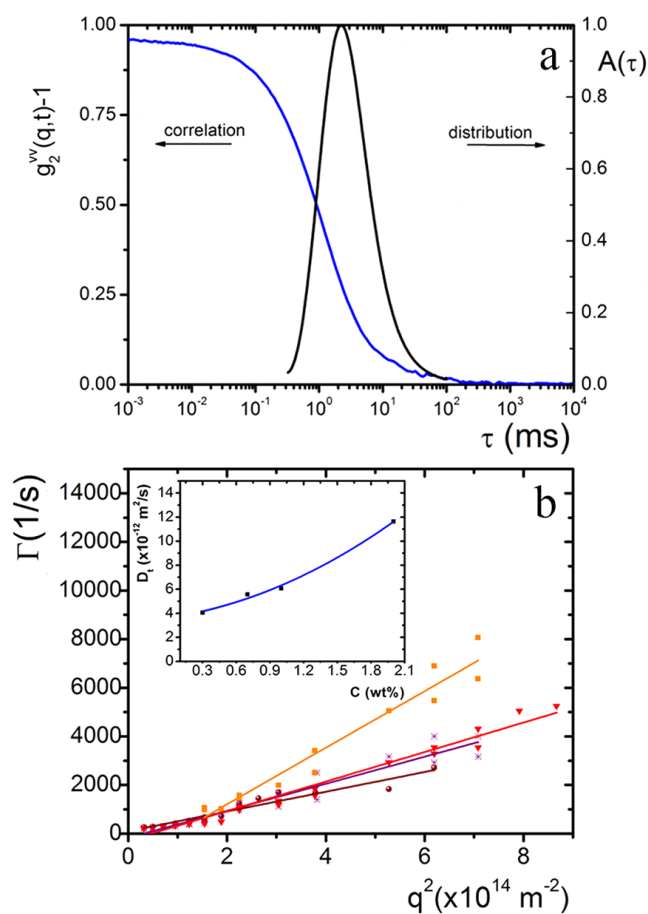 a
g₂ᵛᵛ(q,t)-1
A(τ)
1.00
0.75
0.50
0.25
0.00
correlation
distribution
1.0
0.8
0.6
0.4
0.2
0.0
10⁻³ 10⁻² 10⁻¹ 10⁰ 10¹ 10² 10³ 10⁴
τ (ms)
b
Γ(1/s)
14000
12000
10000
8000
6000
4000
2000
0
Dₜ (x10⁻¹² m²/s)
14
12
10
8
6
4
2
0
0.3 0.6 0.9 1.2 1.5 1.8 2.1
C (wt%)
0 2 4 6 8
q²(x10¹⁴ m⁻²)